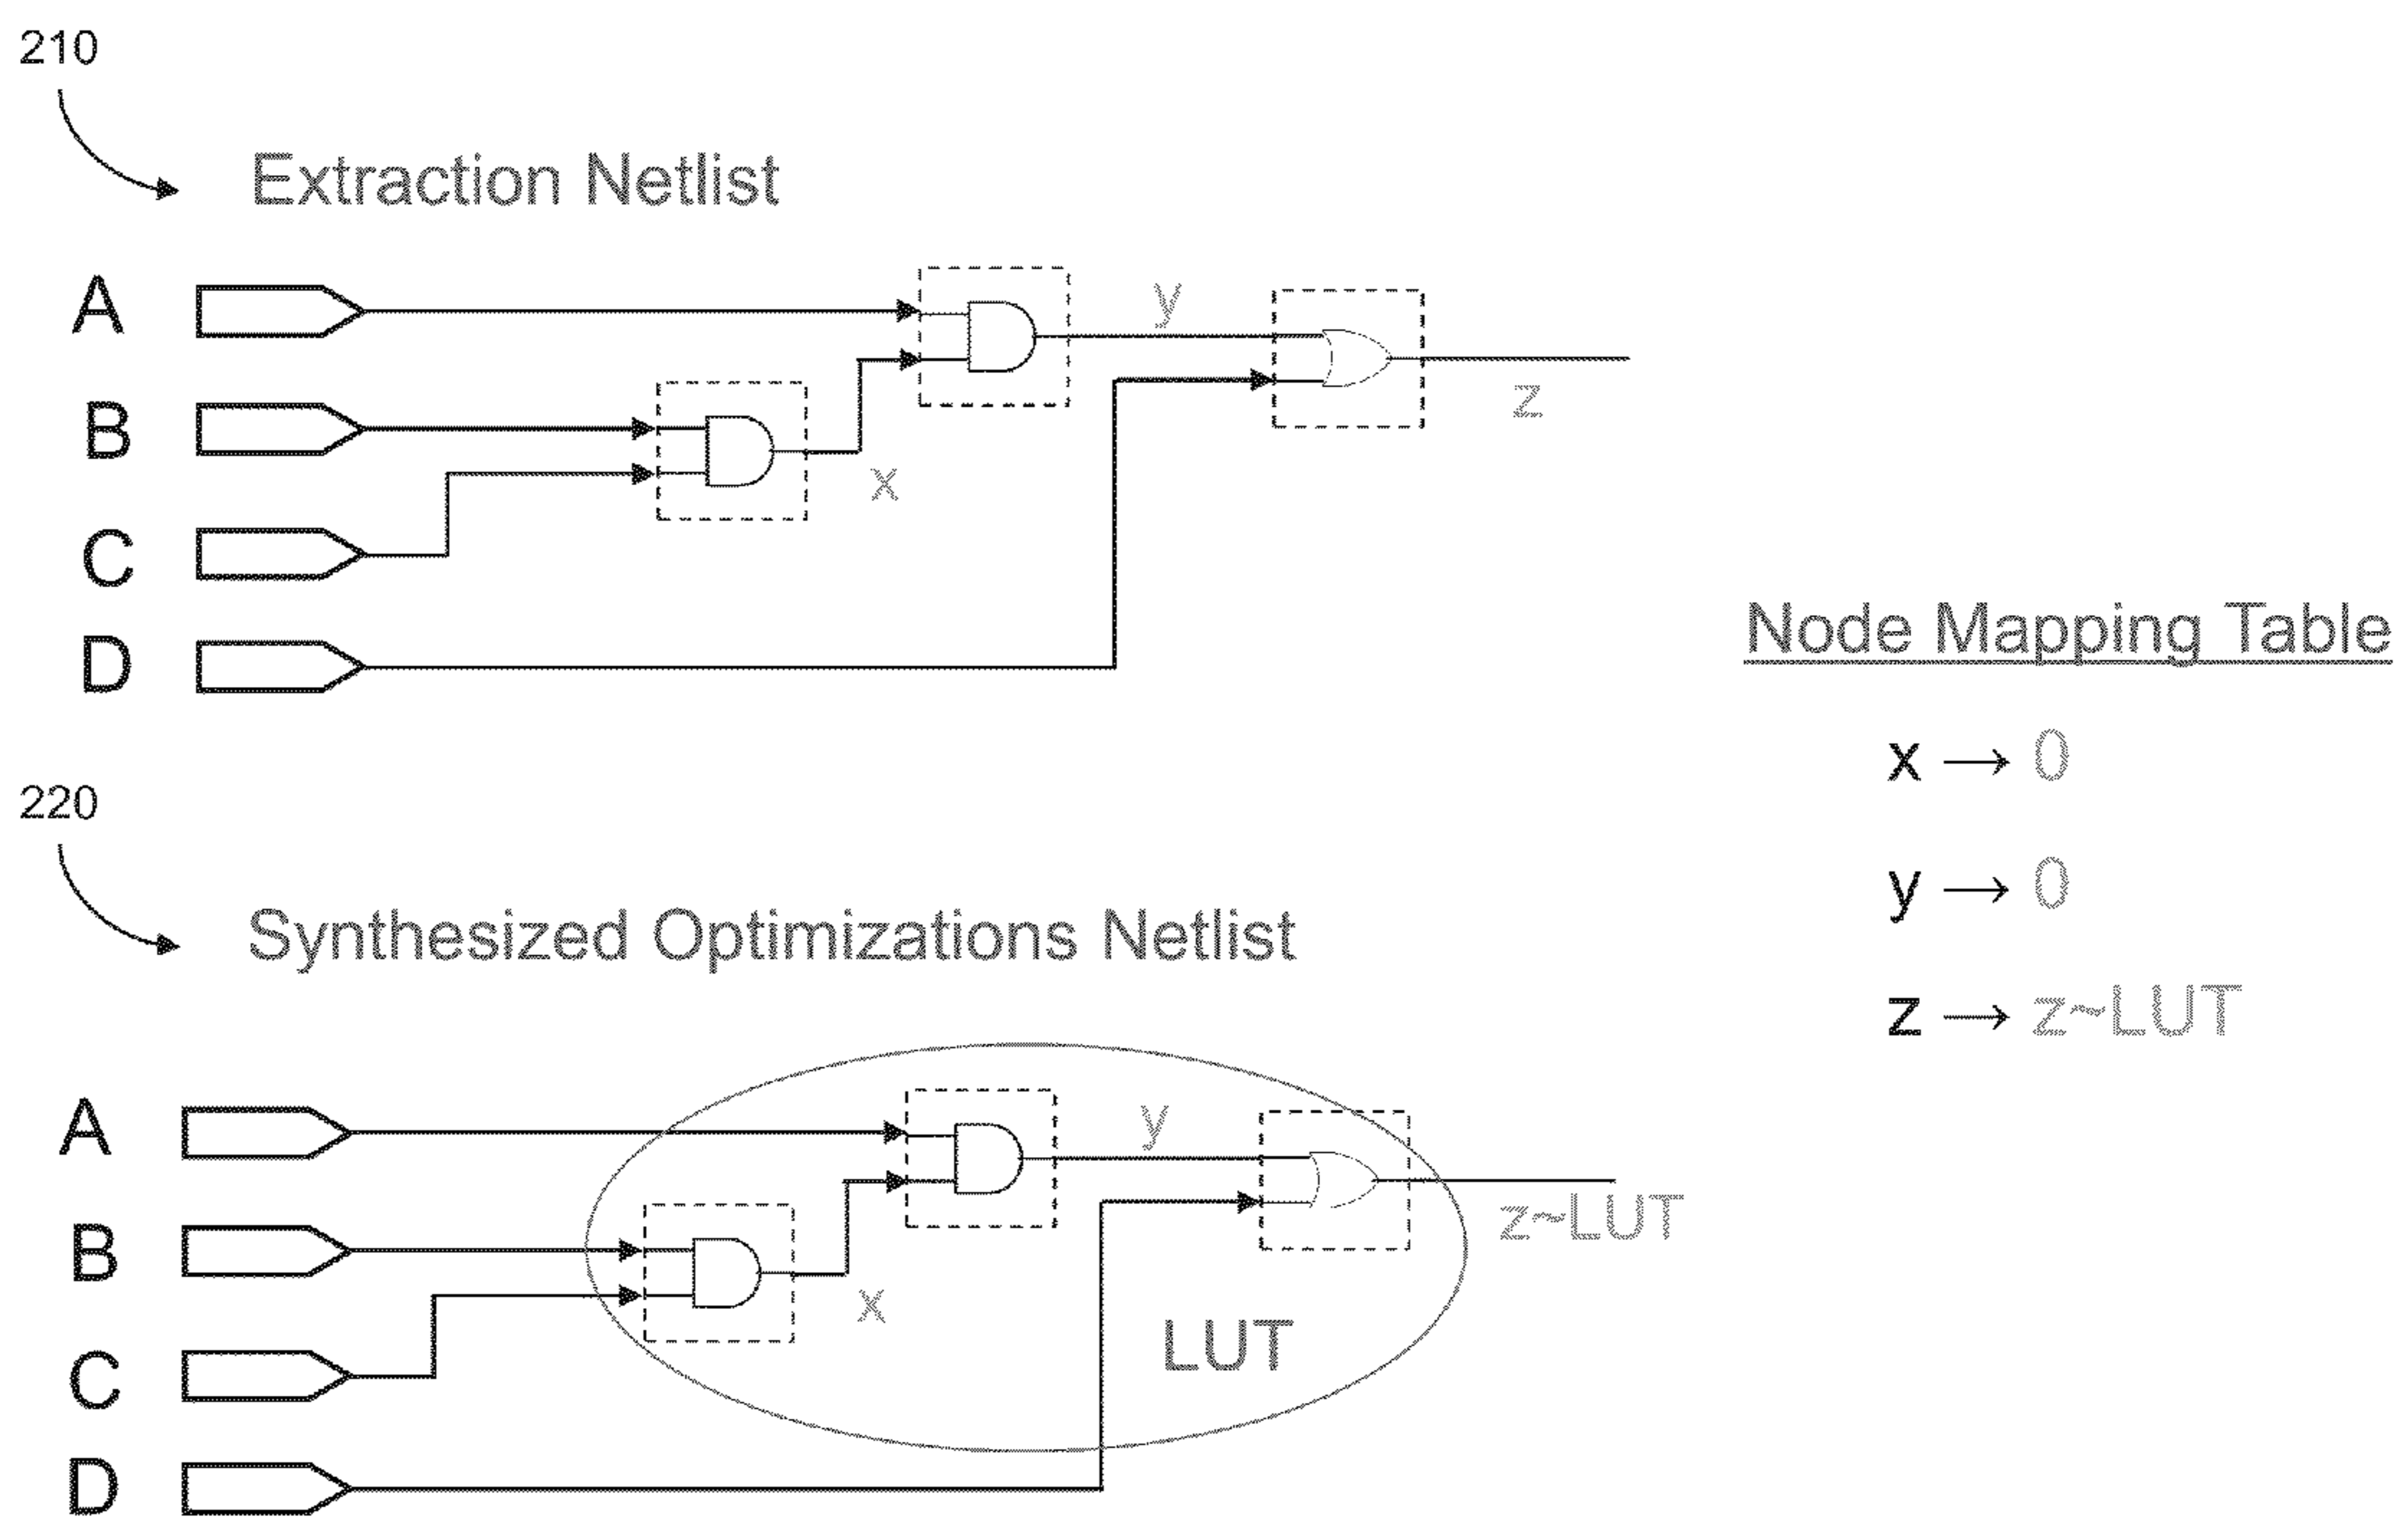 210
Extraction Netlist
A
y
z
B
x
C
D
Node Mapping Table
x → 0
y → 0
z → z~LUT
220
Synthesized Optimizations Netlist
A
y
z~LUT
B
x
LUT
C
D